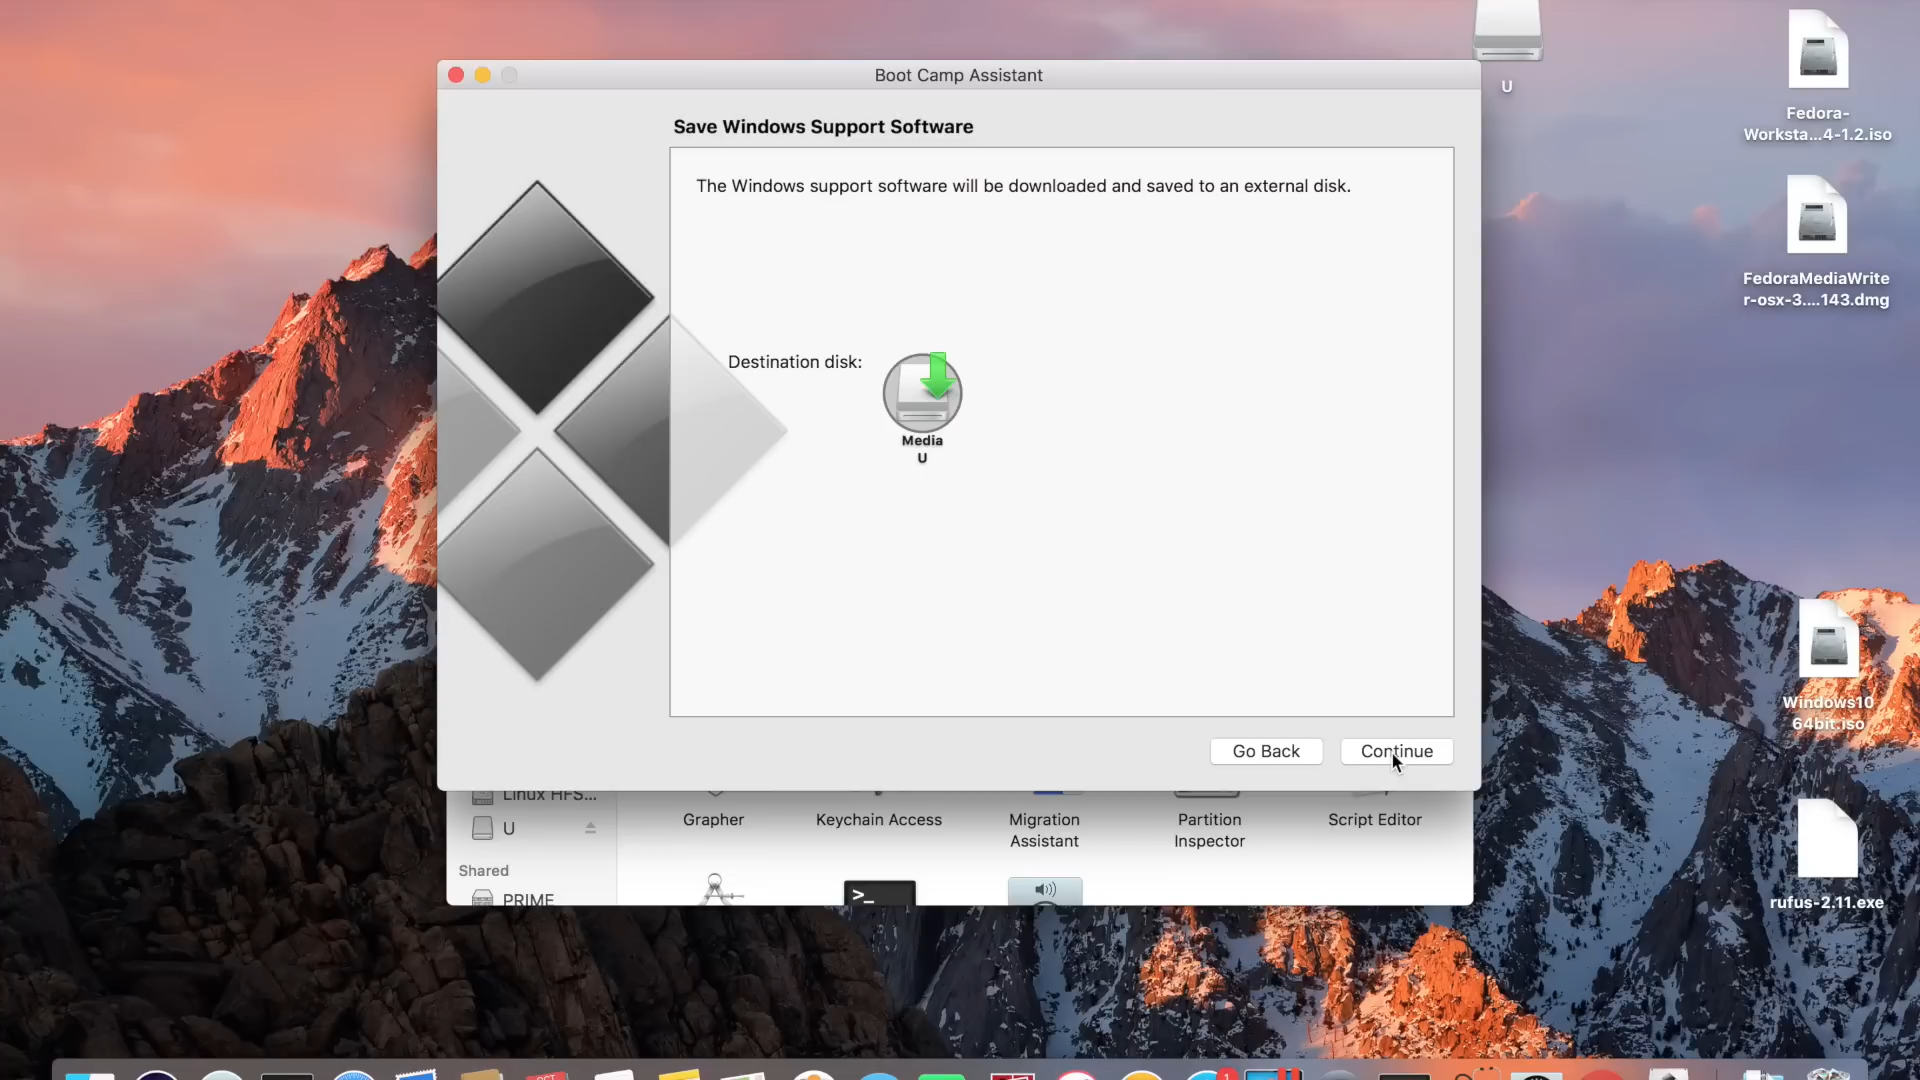 Boot Camp Assistant
Save Windows Support Software
The Windows support software will be downloaded and saved to an external disk.
Destination disk:
Media
U
Go Back
Continue
Linux HFS...
U
Shared
PRIME
Grapher
Keychain Access
Migration
Assistant
Partition
Inspector
Script Editor
>_
U
Fedora-
Worksta...4-1.2.iso
FedoraMediaWrite
r-osx-3....143.dmg
Windows10
64bit.iso
rufus-2.11.exe
OCT
1